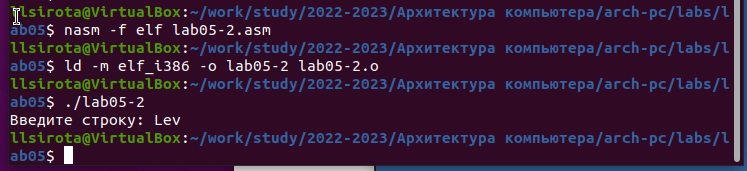 llsirota@VirtualBox:~/work/study/2022-2023/Архитектура компьютера/arch-pc/labs/l
ab05$ nasm -f elf lab05-2.asm
llsirota@VirtualBox:~/work/study/2022-2023/Архитектура компьютера/arch-pc/labs/l
ab05$ ld -m elf_i386 -o lab05-2 lab05-2.o
llsirota@VirtualBox:~/work/study/2022-2023/Архитектура компьютера/arch-pc/labs/l
ab05$ ./lab05-2
Введите строку: Lev
llsirota@VirtualBox:~/work/study/2022-2023/Архитектура компьютера/arch-pc/labs/l
ab05$